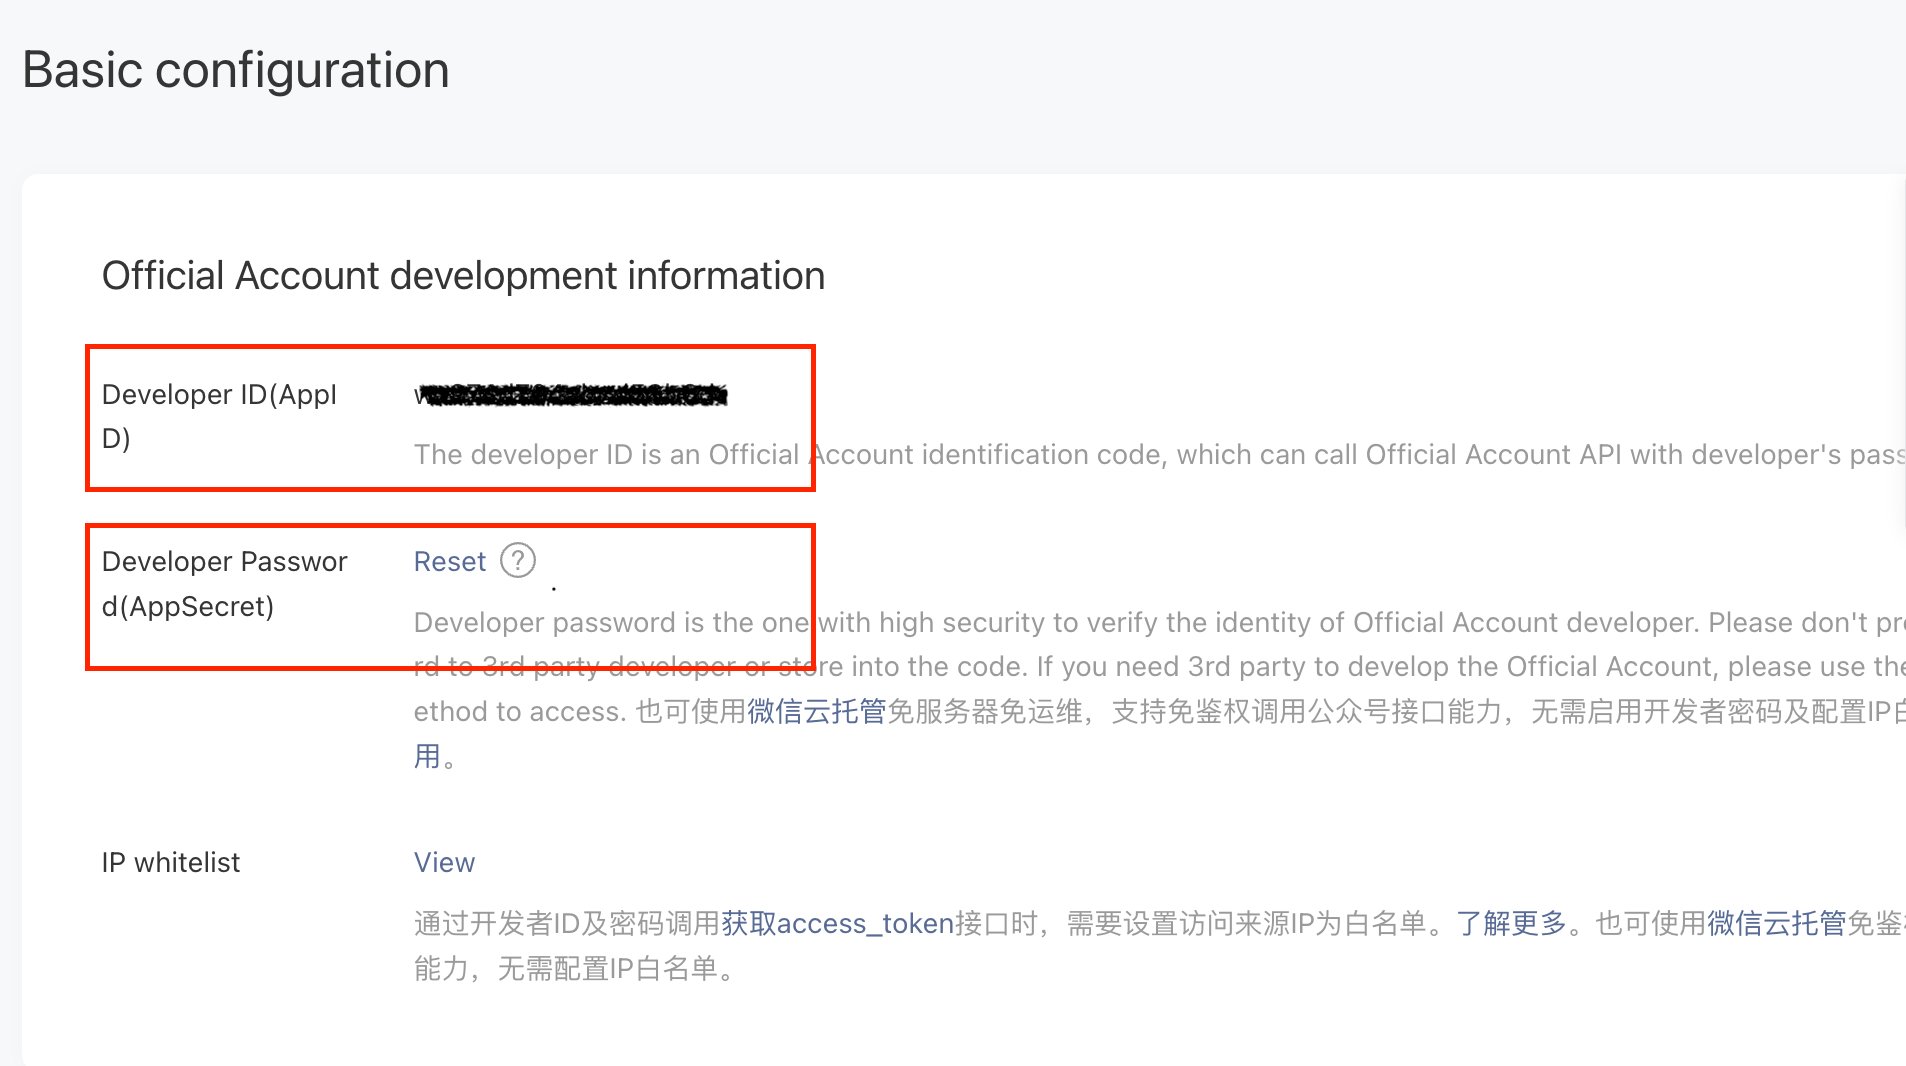 Basic configuration
Official Account development information
Developer ID(AppI
D)
The developer ID is an Official Account identification code, which can call Official Account API with developer's pass
Developer Passwor
d(AppSecret)
Reset ?
Developer password is the one with high security to verify the identity of Official Account developer. Please don't pr
rd to 3rd party developer or store into the code. If you need 3rd party to develop the Official Account, please use the
ethod to access. 也可使用微信云托管免服务器免运维，支持免鉴权调用公众号接口能力，无需启用开发者密码及配置IP白
用。
IP whitelist
View
通过开发者ID及密码调用获取access_token接口时，需要设置访问来源IP为白名单。了解更多。也可使用微信云托管免鉴
能力，无需配置IP白名单。